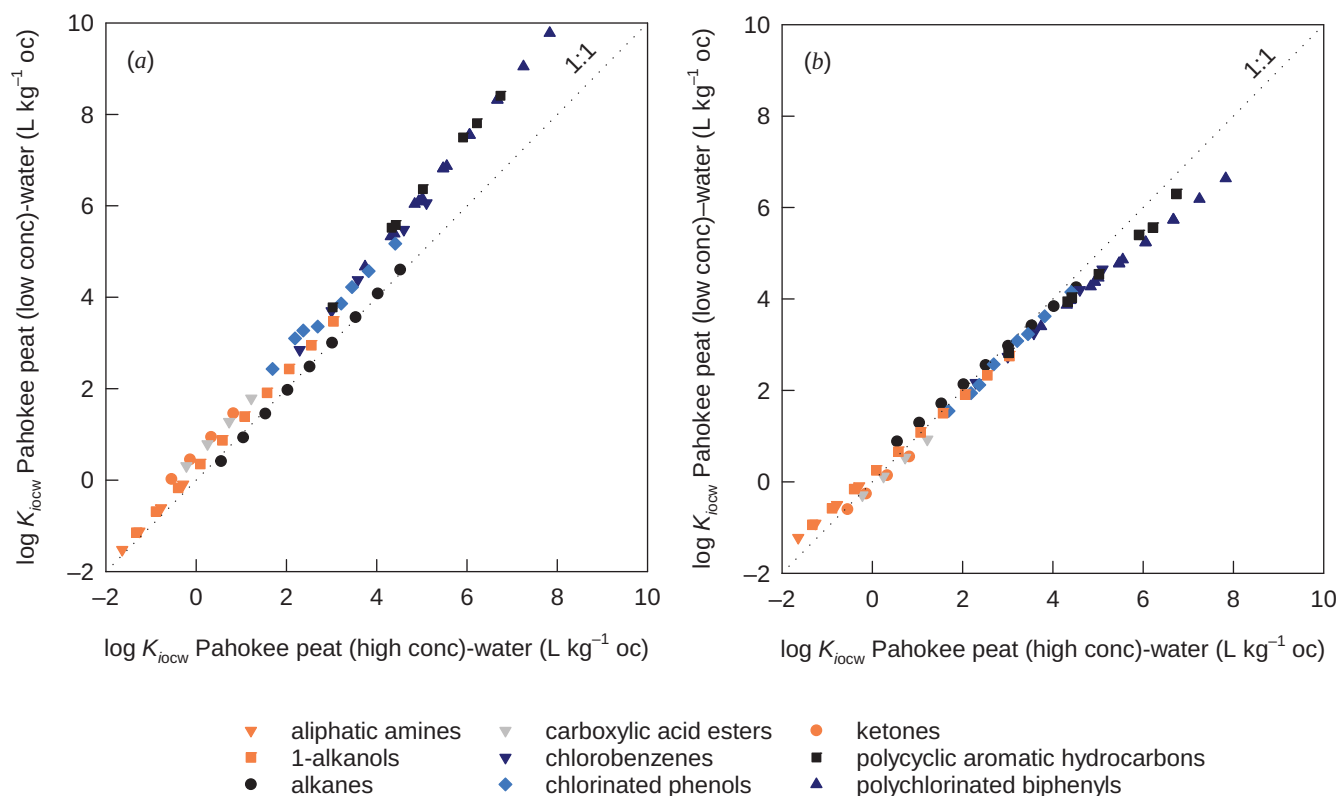 10
8
6
4
2
0
–2
(a)
1:1
log Kiocw Pahokee peat (low conc)-water (L kg⁻¹ oc)
–2 0 2 4 6 8 10
log Kiocw Pahokee peat (high conc)-water (L kg⁻¹ oc)
10
8
6
4
2
0
–2
(b)
1:1
log Kiocw Pahokee peat (low conc)–water (L kg⁻¹ oc)
–2 0 2 4 6 8 10
log Kiocw Pahokee peat (high conc)-water (L kg⁻¹ oc)
aliphatic amines
1-alkanols
alkanes
carboxylic acid esters
chlorobenzenes
chlorinated phenols
ketones
polycyclic aromatic hydrocarbons
polychlorinated biphenyls